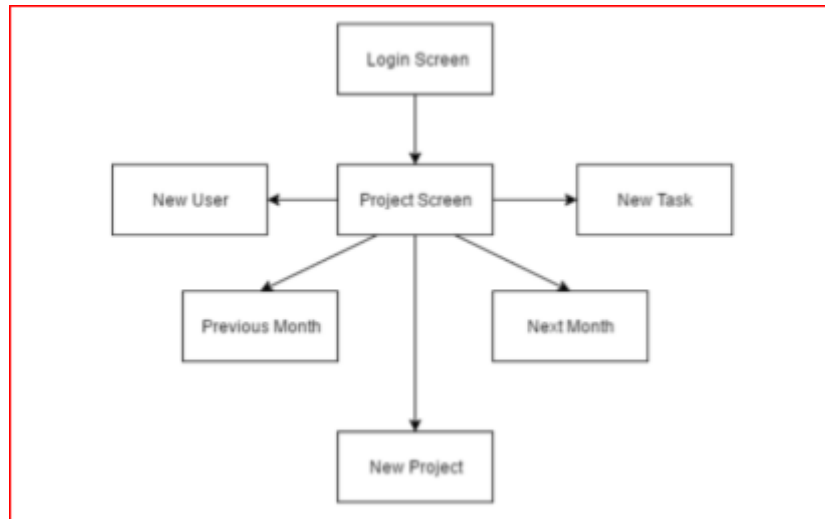 Login Screen
New User
Project Screen
New Task
Previous Month
Next Month
New Project